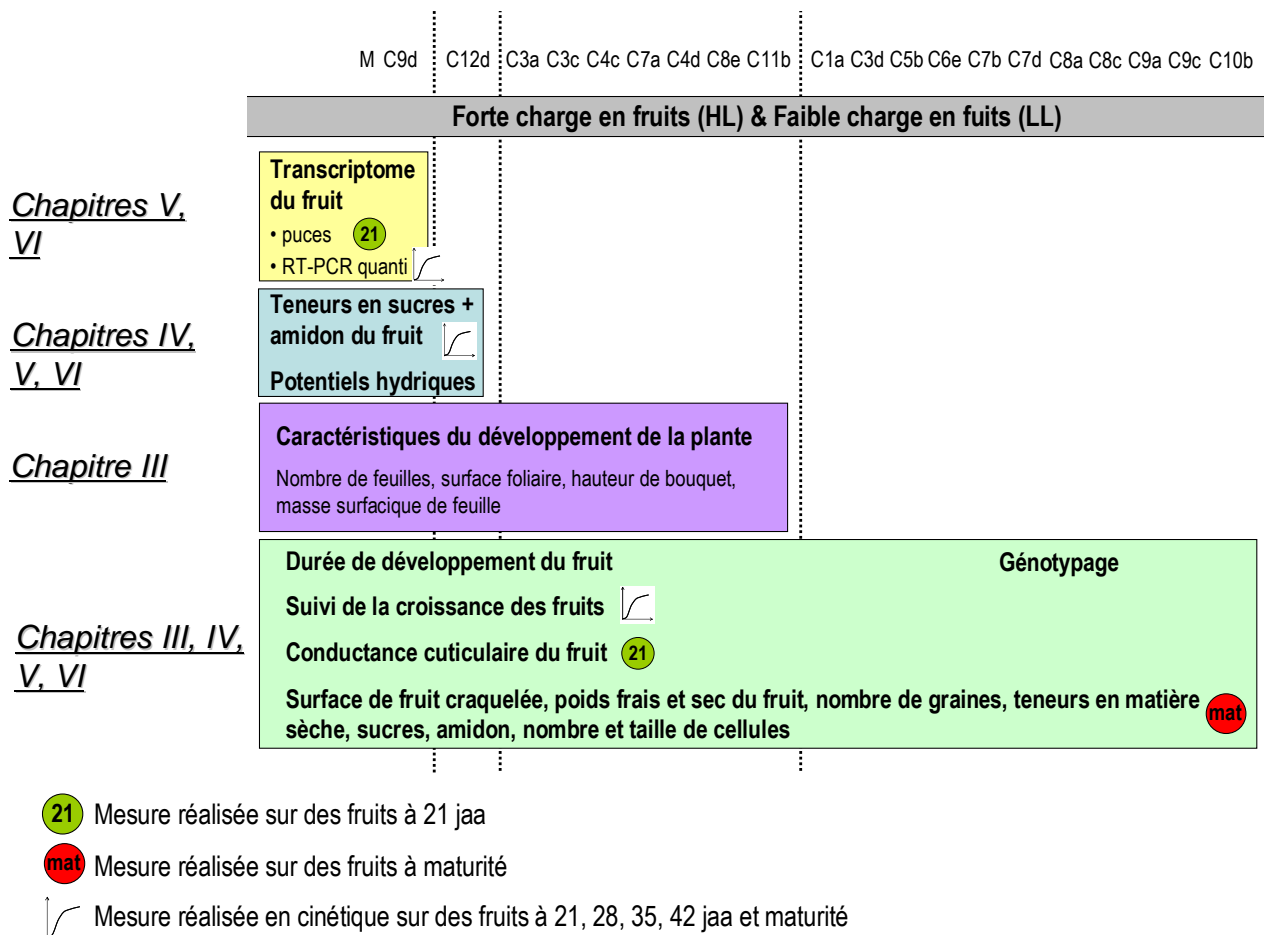 M C9d C12d C3a C3c C4c C7a C4d C8e C11b C1a C3d C5b C6e C7b C7d C8a C8c C9a C9c C10b
Forte charge en fruits (HL) & Faible charge en fuits (LL)
Chapitres V,
VI
Transcriptome
du fruit
• puces 21
• RT-PCR quanti
Chapitres IV,
V, VI
Teneurs en sucres +
amidon du fruit
Potentiels hydriques
Chapitre III
Caractéristiques du développement de la plante
Nombre de feuilles, surface foliaire, hauteur de bouquet,
masse surfacique de feuille
Chapitres III, IV,
V, VI
Durée de développement du fruit
Génotypage
Suivi de la croissance des fruits
Conductance cuticulaire du fruit 21
Surface de fruit craquelée, poids frais et sec du fruit, nombre de graines, teneurs en matière
sèche, sucres, amidon, nombre et taille de cellules
mat
21 Mesure réalisée sur des fruits à 21 jaa
mat Mesure réalisée sur des fruits à maturité
Mesure réalisée en cinétique sur des fruits à 21, 28, 35, 42 jaa et maturité